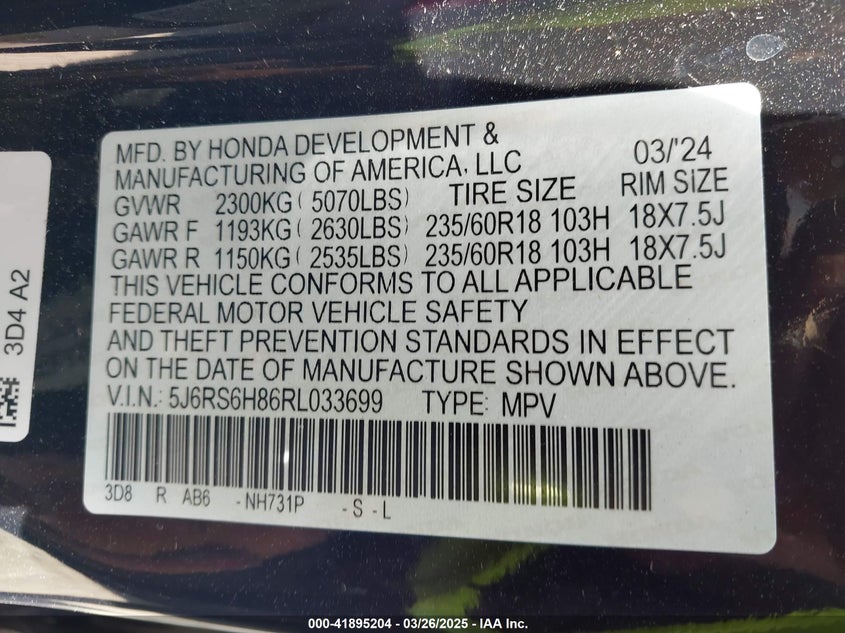 MFD. BY HONDA DEVELOPMENT &
MANUFACTURING OF AMERICA, LLC 03/'24
GVWR 2300KG ( 5070LBS) TIRE SIZE RIM SIZE
GAWR F 1193KG ( 2630LBS) 235/60R18 103H 18X7.5J
GAWR R 1150KG ( 2535LBS) 235/60R18 103H 18X7.5J
THIS VEHICLE CONFORMS TO ALL APPLICABLE
FEDERAL MOTOR VEHICLE SAFETY
AND THEFT PREVENTION STANDARDS IN EFFECT
ON THE DATE OF MANUFACTURE SHOWN ABOVE.
V.I.N.: 5J6RS6H86RL033699 TYPE: MPV
3D8 R AB6 -NH731P -S -L
3D4 A2
000-41895204 - 03/26/2025 - IAA Inc.